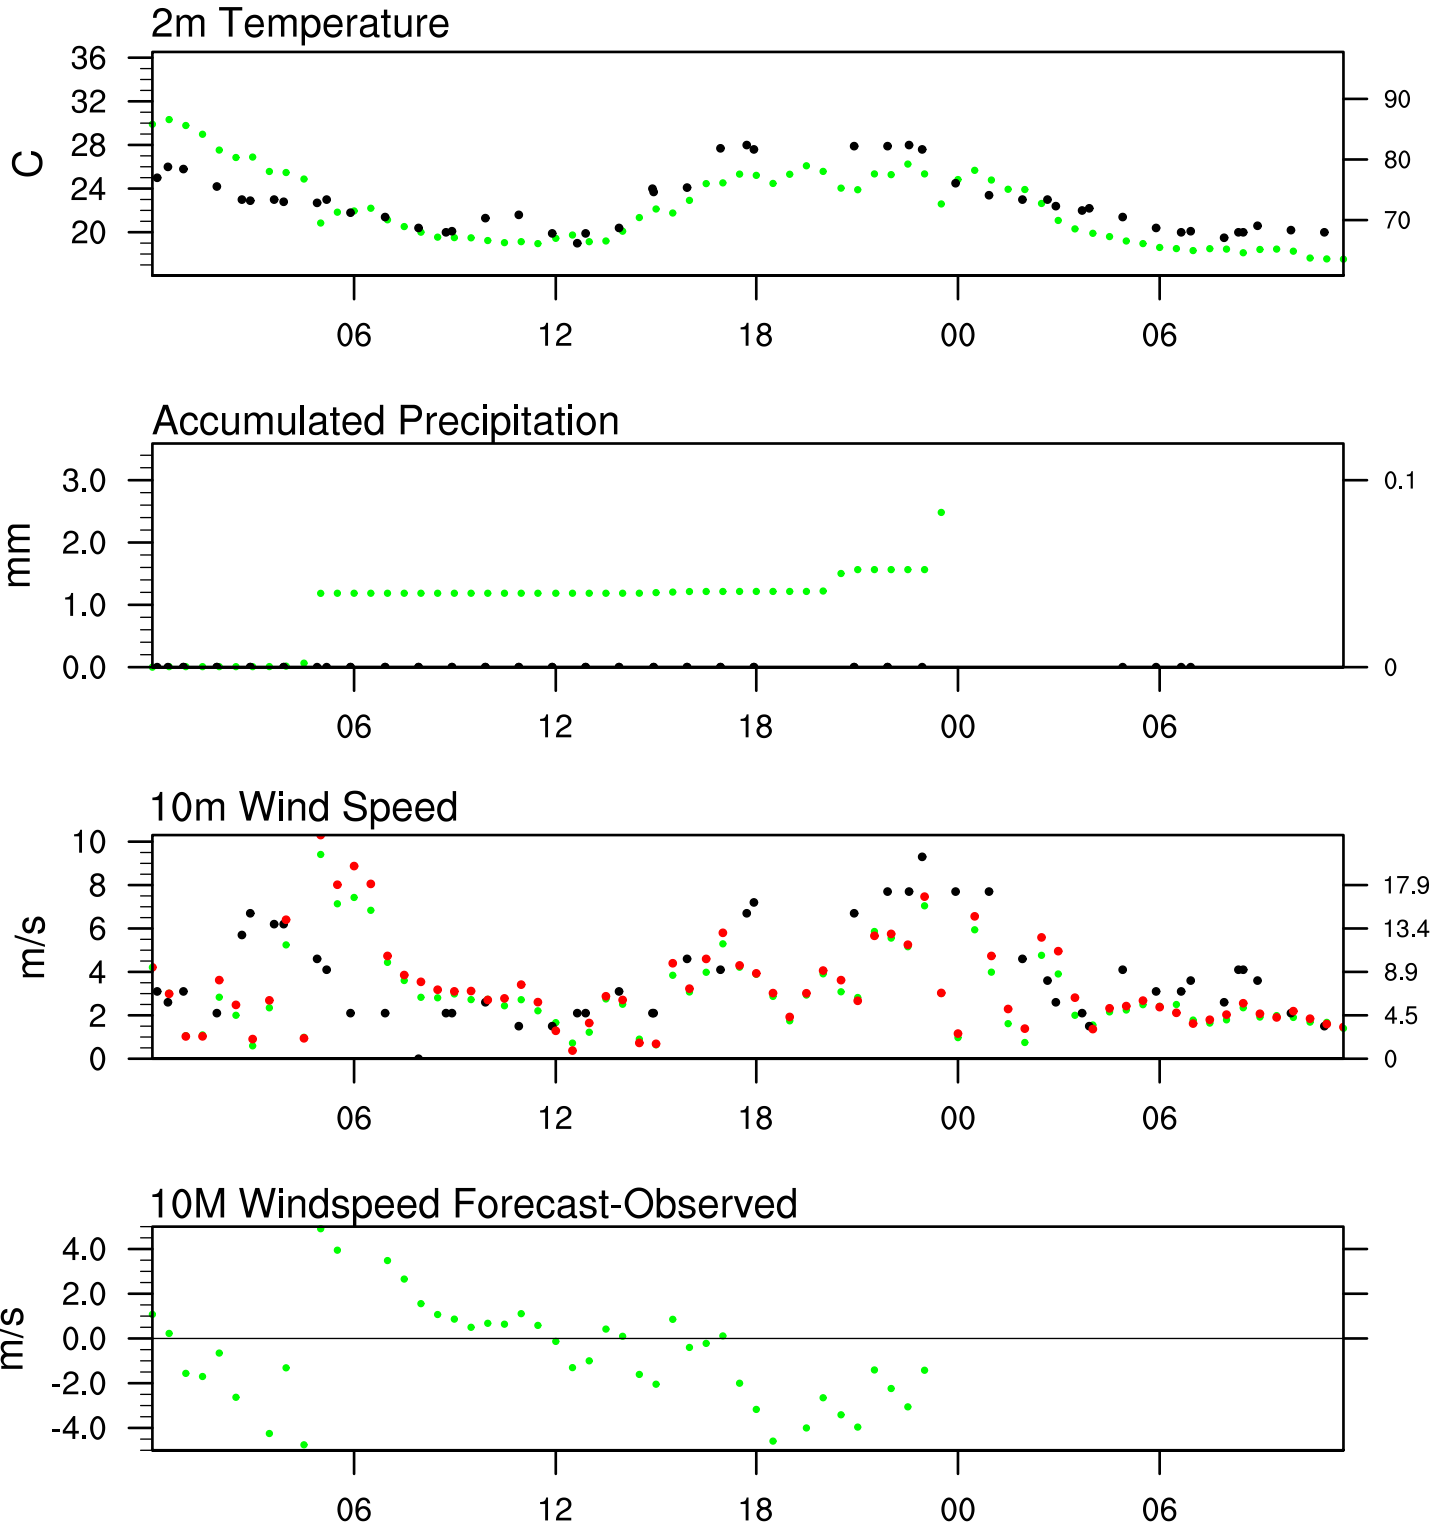 2m Temperature
36
32
28
24
20
C
90
80
70
06 12 18 00 06
Accumulated Precipitation
3.0
2.0
1.0
0.0
mm
0.1
0
06 12 18 00 06
10m Wind Speed
10
8
6
4
2
0
m/s
17.9
13.4
8.9
4.5
0
06 12 18 00 06
10M Windspeed Forecast-Observed
4.0
2.0
0.0
-2.0
-4.0
m/s
06 12 18 00 06